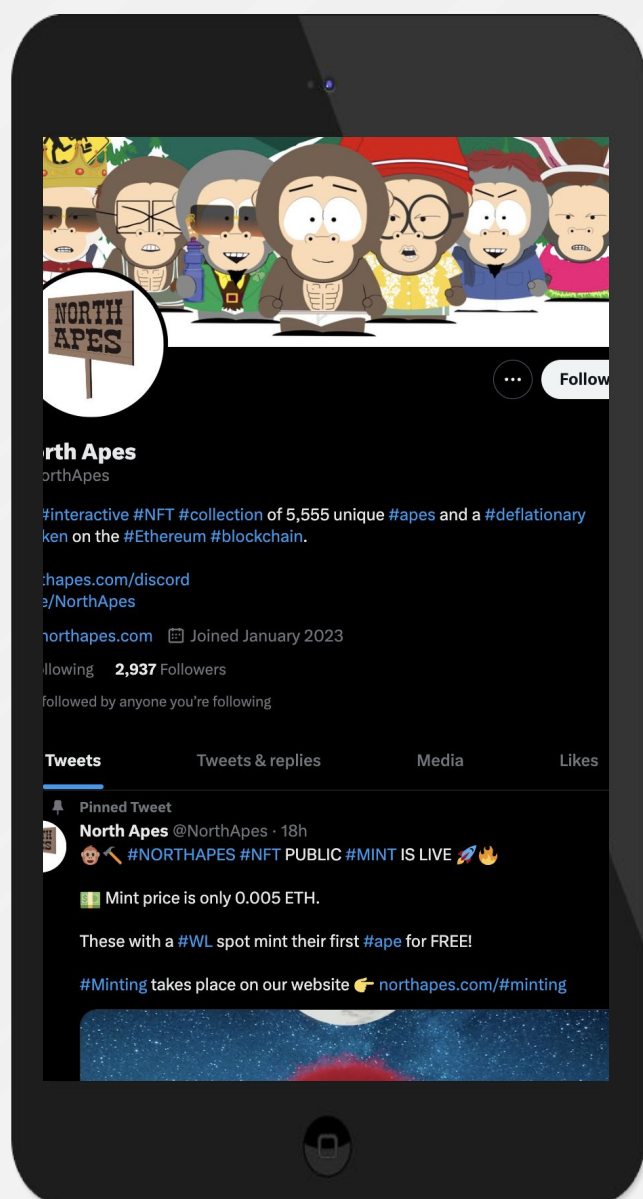 NORTH
APES
Follow
rth Apes
orthApes
#interactive #NFT #collection of 5,555 unique #apes and a #deflationary
ken on the #Ethereum #blockchain.
thapes.com/discord
e/NorthApes
northapes.com Joined January 2023
llowing 2,937 Followers
followed by anyone you're following
Tweets Tweets & replies Media Likes
Pinned Tweet
North Apes @NorthApes · 18h
🐵🔨 #NORTHAPES #NFT PUBLIC #MINT IS LIVE 🚀🔥
💵 Mint price is only 0.005 ETH.
These with a #WL spot mint their first #ape for FREE!
#Minting takes place on our website 👉 northapes.com/#minting